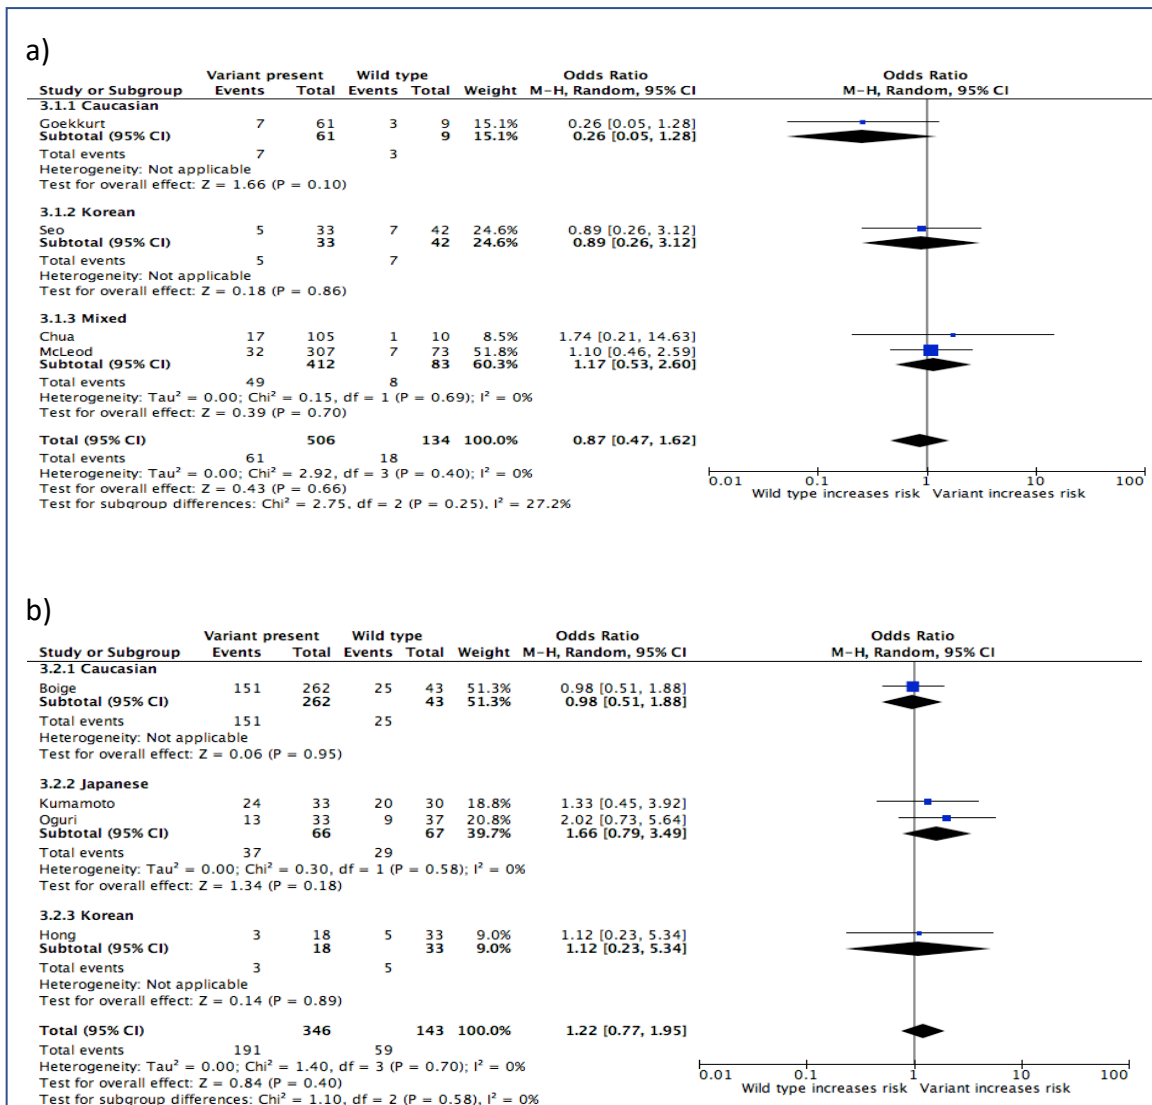 a)
Variant present Wild type Odds Ratio Odds Ratio
Study or Subgroup Events Total Events Total Weight M-H, Random, 95% CI M-H, Random, 95% CI
3.1.1 Caucasian
Goekkurt 7 61 3 9 15.1% 0.26 [0.05, 1.28]
Subtotal (95% CI) 61 9 15.1% 0.26 [0.05, 1.28]
Total events 7 3
Heterogeneity: Not applicable
Test for overall effect: Z = 1.66 (P = 0.10)
3.1.2 Korean
Seo 5 33 7 42 24.6% 0.89 [0.26, 3.12]
Subtotal (95% CI) 33 42 24.6% 0.89 [0.26, 3.12]
Total events 5 7
Heterogeneity: Not applicable
Test for overall effect: Z = 0.18 (P = 0.86)
3.1.3 Mixed
Chua 17 105 1 10 8.5% 1.74 [0.21, 14.63]
McLeod 32 307 7 73 51.8% 1.10 [0.46, 2.59]
Subtotal (95% CI) 412 83 60.3% 1.17 [0.53, 2.60]
Total events 49 8
Heterogeneity: Tau² = 0.00; Chi² = 0.15, df = 1 (P = 0.69); I² = 0%
Test for overall effect: Z = 0.39 (P = 0.70)
Total (95% CI) 506 134 100.0% 0.87 [0.47, 1.62]
Total events 61 18
Heterogeneity: Tau² = 0.00; Chi² = 2.92, df = 3 (P = 0.40); I² = 0%
Test for overall effect: Z = 0.43 (P = 0.66)
Test for subgroup differences: Chi² = 2.75, df = 2 (P = 0.25), I² = 27.2%
0.01 0.1 1 10 100
Wild type increases risk Variant increases risk
b)
Variant present Wild type Odds Ratio Odds Ratio
Study or Subgroup Events Total Events Total Weight M-H, Random, 95% CI M-H, Random, 95% CI
3.2.1 Caucasian
Boige 151 262 25 43 51.3% 0.98 [0.51, 1.88]
Subtotal (95% CI) 262 43 51.3% 0.98 [0.51, 1.88]
Total events 151 25
Heterogeneity: Not applicable
Test for overall effect: Z = 0.06 (P = 0.95)
3.2.2 Japanese
Kumamoto 24 33 20 30 18.8% 1.33 [0.45, 3.92]
Oguri 13 33 9 37 20.8% 2.02 [0.73, 5.64]
Subtotal (95% CI) 66 67 39.7% 1.66 [0.79, 3.49]
Total events 37 29
Heterogeneity: Tau² = 0.00; Chi² = 0.30, df = 1 (P = 0.58); I² = 0%
Test for overall effect: Z = 1.34 (P = 0.18)
3.2.3 Korean
Hong 3 18 5 33 9.0% 1.12 [0.23, 5.34]
Subtotal (95% CI) 18 33 9.0% 1.12 [0.23, 5.34]
Total events 3 5
Heterogeneity: Not applicable
Test for overall effect: Z = 0.14 (P = 0.89)
Total (95% CI) 346 143 100.0% 1.22 [0.77, 1.95]
Total events 191 59
Heterogeneity: Tau² = 0.00; Chi² = 1.40, df = 3 (P = 0.70); I² = 0%
Test for overall effect: Z = 0.84 (P = 0.40)
Test for subgroup differences: Chi² = 1.10, df = 2 (P = 0.58), I² = 0%
0.01 0.1 1 10 100
Wild type increases risk Variant increases risk